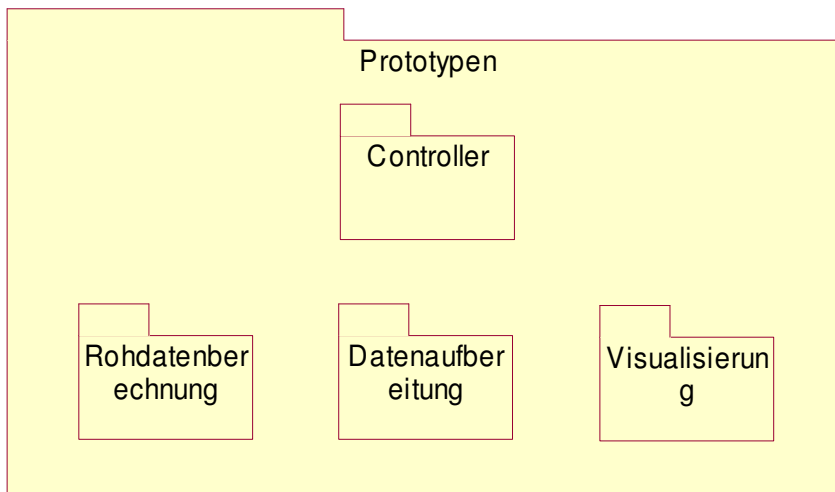 Prototypen
Controller
Rohdatenber
echnung
Datenaufber
eitung
Visualisierun
g